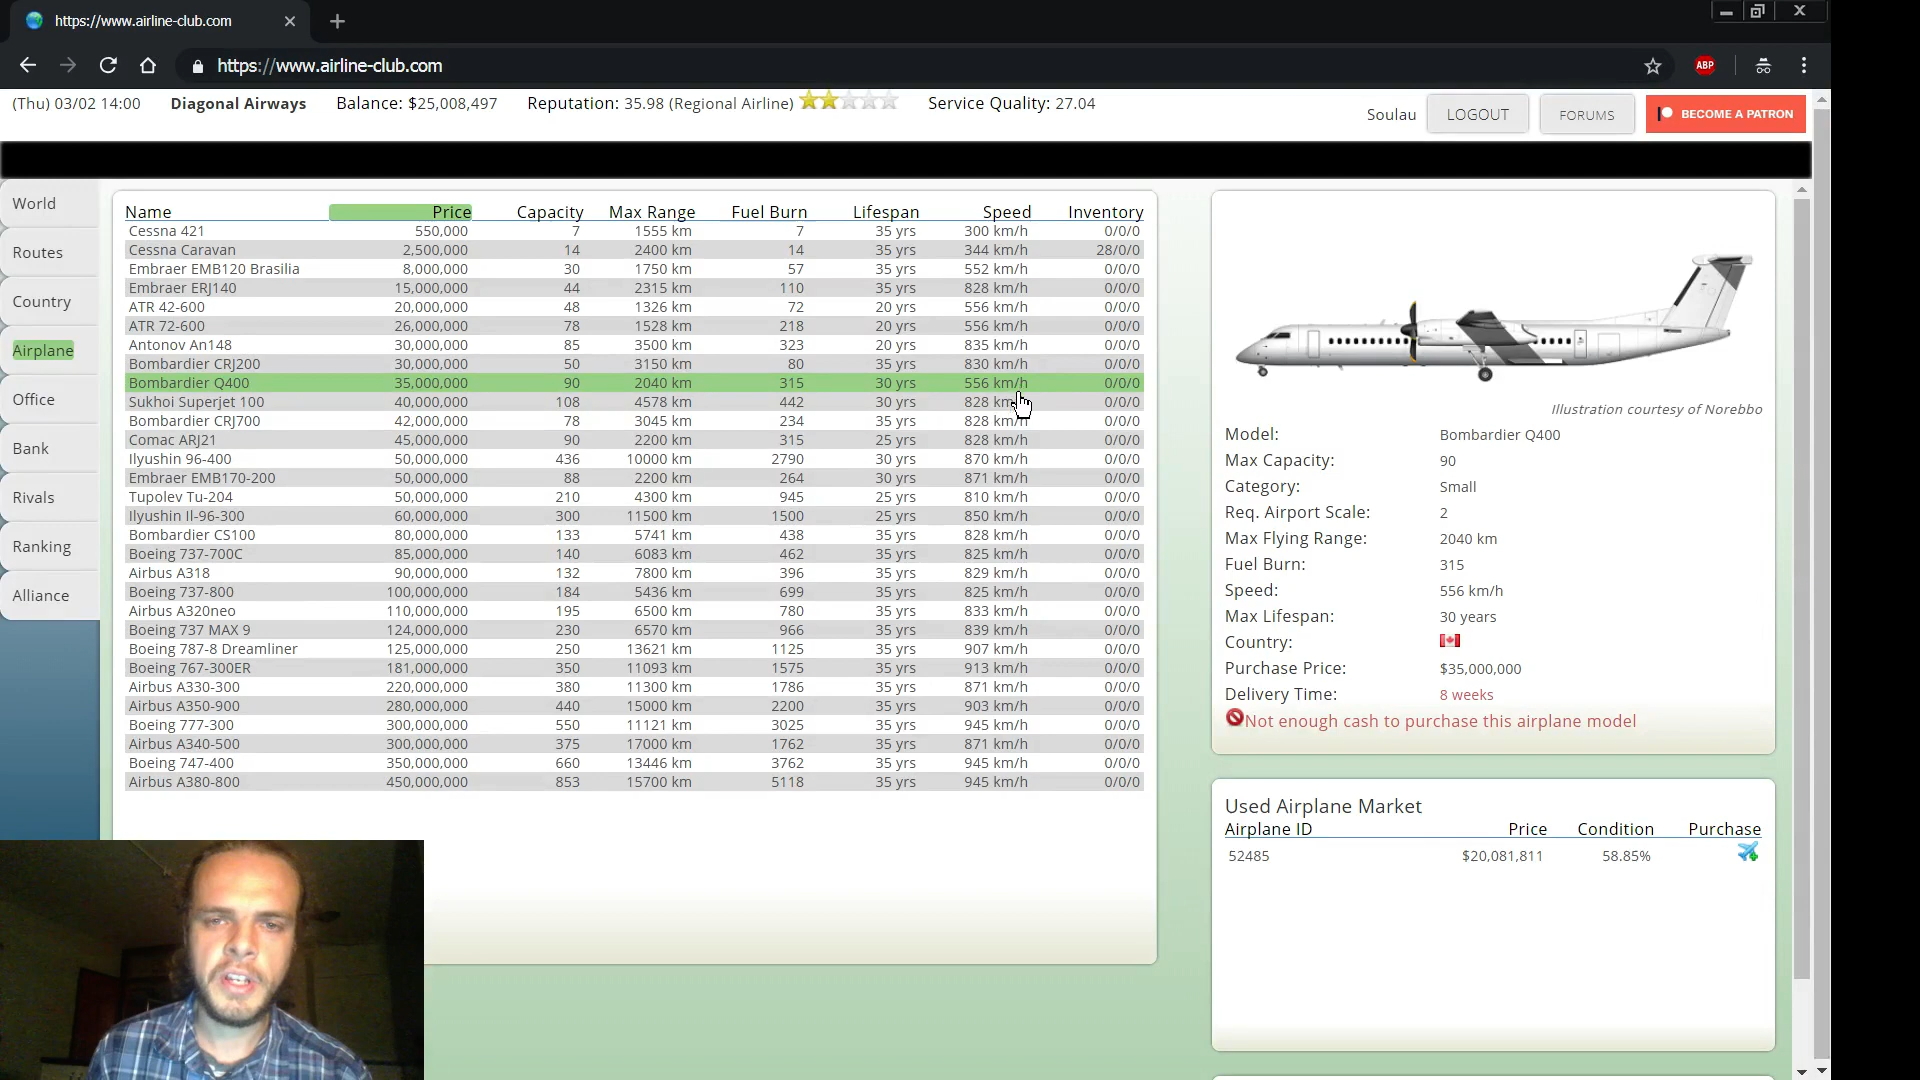 https://www.airline-club.com
https://www.airline-club.com
ABP
(Thu) 03/02 14:00 Diagonal Airways Balance: $25,008,497 Reputation: 35.98 (Regional Airline) Service Quality: 27.04
Soulau LOGOUT FORUMS BECOME A PATRON
World
Routes
Country
Airplane
Office
Bank
Rivals
Ranking
Alliance
Name Price Capacity Max Range Fuel Burn Lifespan Speed Inventory
Cessna 421 550,000 7 1555 km 7 35 yrs 300 km/h 0/0/0
Cessna Caravan 2,500,000 14 2400 km 14 35 yrs 344 km/h 28/0/0
Embraer EMB120 Brasilia 8,000,000 30 1750 km 57 35 yrs 552 km/h 0/0/0
Embraer ERJ140 15,000,000 44 2315 km 110 35 yrs 828 km/h 0/0/0
ATR 42-600 20,000,000 48 1326 km 72 20 yrs 556 km/h 0/0/0
ATR 72-600 26,000,000 78 1528 km 218 20 yrs 556 km/h 0/0/0
Antonov An148 30,000,000 85 3500 km 323 20 yrs 835 km/h 0/0/0
Bombardier CRJ200 30,000,000 50 3150 km 80 35 yrs 830 km/h 0/0/0
Bombardier Q400 35,000,000 90 2040 km 315 30 yrs 556 km/h 0/0/0
Sukhoi Superjet 100 40,000,000 108 4578 km 442 30 yrs 828 km/h 0/0/0
Bombardier CRJ700 42,000,000 78 3045 km 234 35 yrs 828 km/h 0/0/0
Comac ARJ21 45,000,000 90 2200 km 315 25 yrs 828 km/h 0/0/0
Ilyushin 96-400 50,000,000 436 10000 km 2790 30 yrs 870 km/h 0/0/0
Embraer EMB170-200 50,000,000 88 2200 km 264 30 yrs 871 km/h 0/0/0
Tupolev Tu-204 50,000,000 210 4300 km 945 25 yrs 810 km/h 0/0/0
Ilyushin Il-96-300 60,000,000 300 11500 km 1500 25 yrs 850 km/h 0/0/0
Bombardier CS100 80,000,000 133 5741 km 438 35 yrs 828 km/h 0/0/0
Boeing 737-700C 85,000,000 140 6083 km 462 35 yrs 825 km/h 0/0/0
Airbus A318 90,000,000 132 7800 km 396 35 yrs 829 km/h 0/0/0
Boeing 737-800 100,000,000 184 5436 km 699 35 yrs 825 km/h 0/0/0
Airbus A320neo 110,000,000 195 6500 km 780 35 yrs 833 km/h 0/0/0
Boeing 737 MAX 9 124,000,000 230 6570 km 966 35 yrs 839 km/h 0/0/0
Boeing 787-8 Dreamliner 125,000,000 250 13621 km 1125 35 yrs 907 km/h 0/0/0
Boeing 767-300ER 181,000,000 350 11093 km 1575 35 yrs 913 km/h 0/0/0
Airbus A330-300 220,000,000 380 11300 km 1786 35 yrs 871 km/h 0/0/0
Airbus A350-900 280,000,000 440 15000 km 2200 35 yrs 903 km/h 0/0/0
Boeing 777-300 300,000,000 550 11121 km 3025 35 yrs 945 km/h 0/0/0
Airbus A340-500 300,000,000 375 17000 km 1762 35 yrs 871 km/h 0/0/0
Boeing 747-400 350,000,000 660 13446 km 3762 35 yrs 945 km/h 0/0/0
Airbus A380-800 450,000,000 853 15700 km 5118 35 yrs 945 km/h 0/0/0
Illustration courtesy of Norebbo
Model: Bombardier Q400
Max Capacity: 90
Category: Small
Req. Airport Scale: 2
Max Flying Range: 2040 km
Fuel Burn: 315
Speed: 556 km/h
Max Lifespan: 30 years
Country:
Purchase Price: $35,000,000
Delivery Time: 8 weeks
Not enough cash to purchase this airplane model
Used Airplane Market
Airplane ID Price Condition Purchase
52485 $20,081,811 58.85%